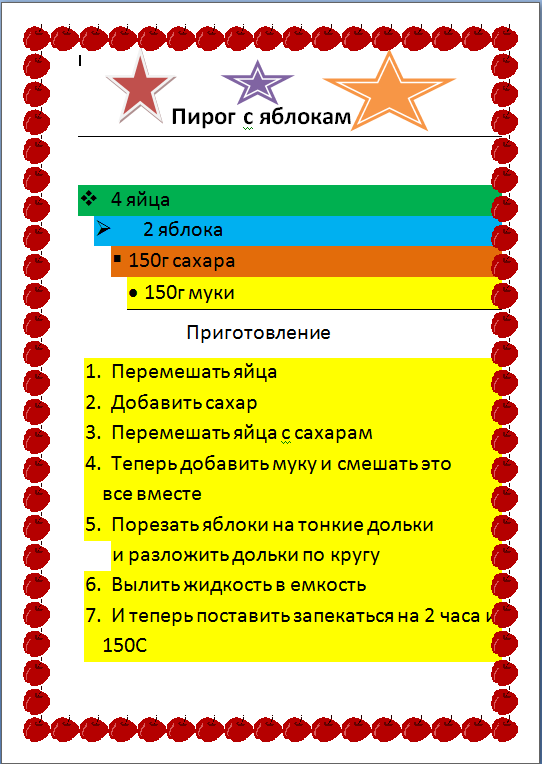 Пирог с яблокам
4 яйца
2 яблока
150г сахара
150г муки
Приготовление
1. Перемешать яйца
2. Добавить сахар
3. Перемешать яйца с сахарам
4. Теперь добавить муку и смешать это
все вместе
5. Порезать яблоки на тонкие дольки
и разложить дольки по кругу
6. Вылить жидкость в емкость
7. И теперь поставить запекаться на 2 часа и
150С